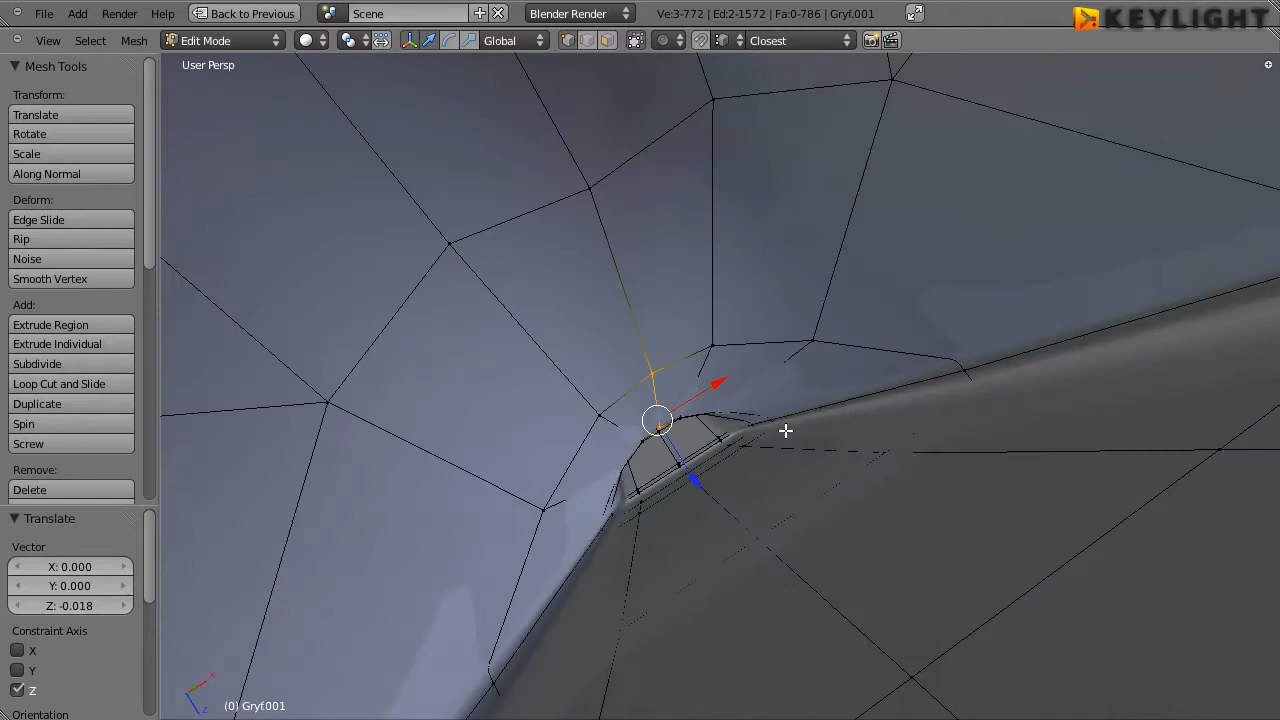 File Add Render Help Back to Previous Scene Blender Render Ve:3-772 | Ed:2-1572 | Fa:0-786 | Gryf.001 KEYLIGHT
View Select Mesh Edit Mode Global Closest
User Persp
Mesh Tools
Transform:
Translate
Rotate
Scale
Along Normal
Deform:
Edge Slide
Rip
Noise
Smooth Vertex
Add:
Extrude Region
Extrude Individual
Subdivide
Loop Cut and Slide
Duplicate
Spin
Screw
Remove:
Delete
Translate
Vector
X: 0.000
Y: 0.000
Z: -0.018
Constraint Axis
X
Y
Z
Orientation
x
z
(0) Gryf.001